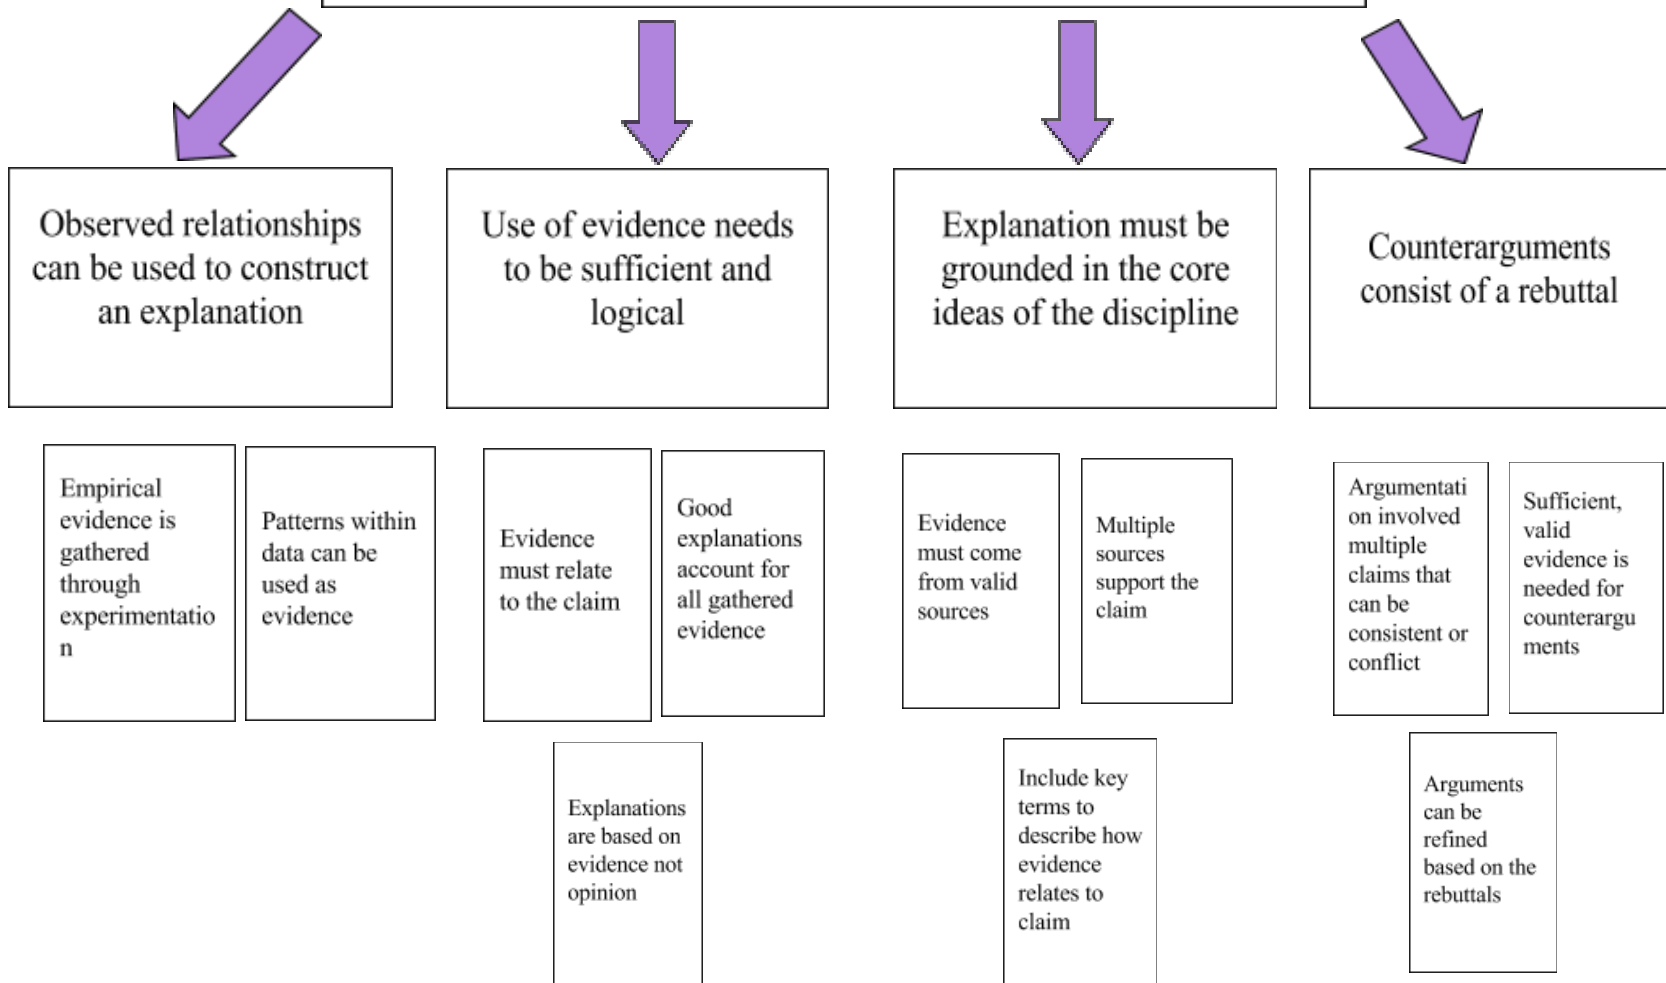 Observed relationships
can be used to construct
an explanation
Use of evidence needs
to be sufficient and
logical
Explanation must be
grounded in the core
ideas of the discipline
Counterarguments
consist of a rebuttal
Empirical
evidence is
gathered
through
experimentatio
n
Patterns within
data can be
used as
evidence
Evidence
must relate
to the claim
Good
explanations
account for
all gathered
evidence
Evidence
must come
from valid
sources
Multiple
sources
support the
claim
Argumentati
on involved
multiple
claims that
can be
consistent or
conflict
Sufficient,
valid
evidence is
needed for
counterargu
ments
Explanations
are based on
evidence not
opinion
Include key
terms to
describe how
evidence
relates to
claim
Arguments
can be
refined
based on the
rebuttals